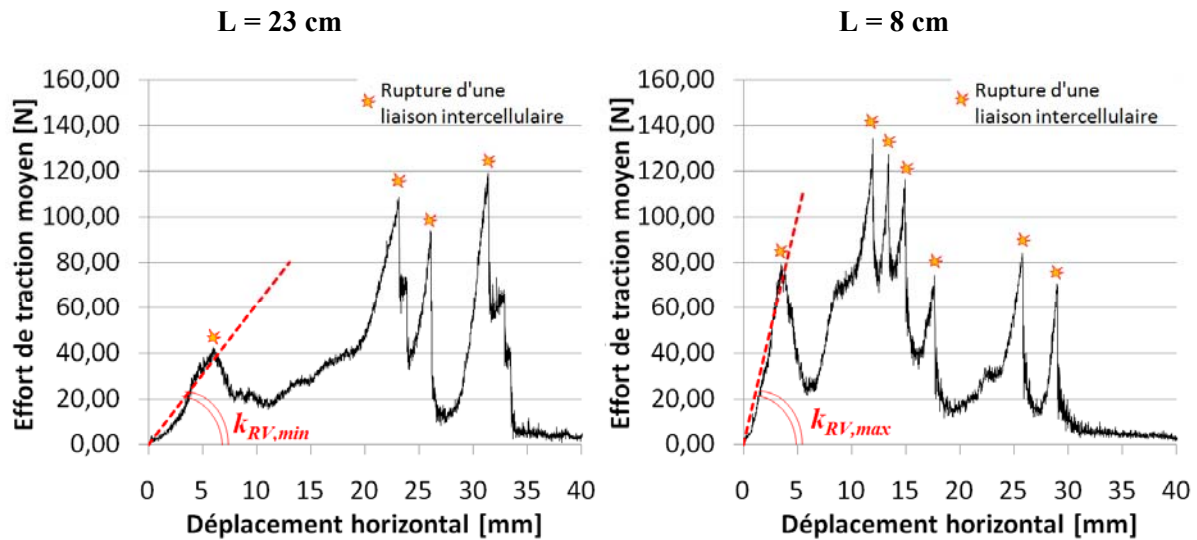 L = 23 cm
Effort de traction moyen [N]
160,00
140,00
120,00
100,00
80,00
60,00
40,00
20,00
0,00
Rupture d'une
liaison intercellulaire
k_RV,min
0 5 10 15 20 25 30 35 40
Déplacement horizontal [mm]
L = 8 cm
Effort de traction moyen [N]
160,00
140,00
120,00
100,00
80,00
60,00
40,00
20,00
0,00
Rupture d'une
liaison intercellulaire
k_RV,max
0 5 10 15 20 25 30 35 40
Déplacement horizontal [mm]